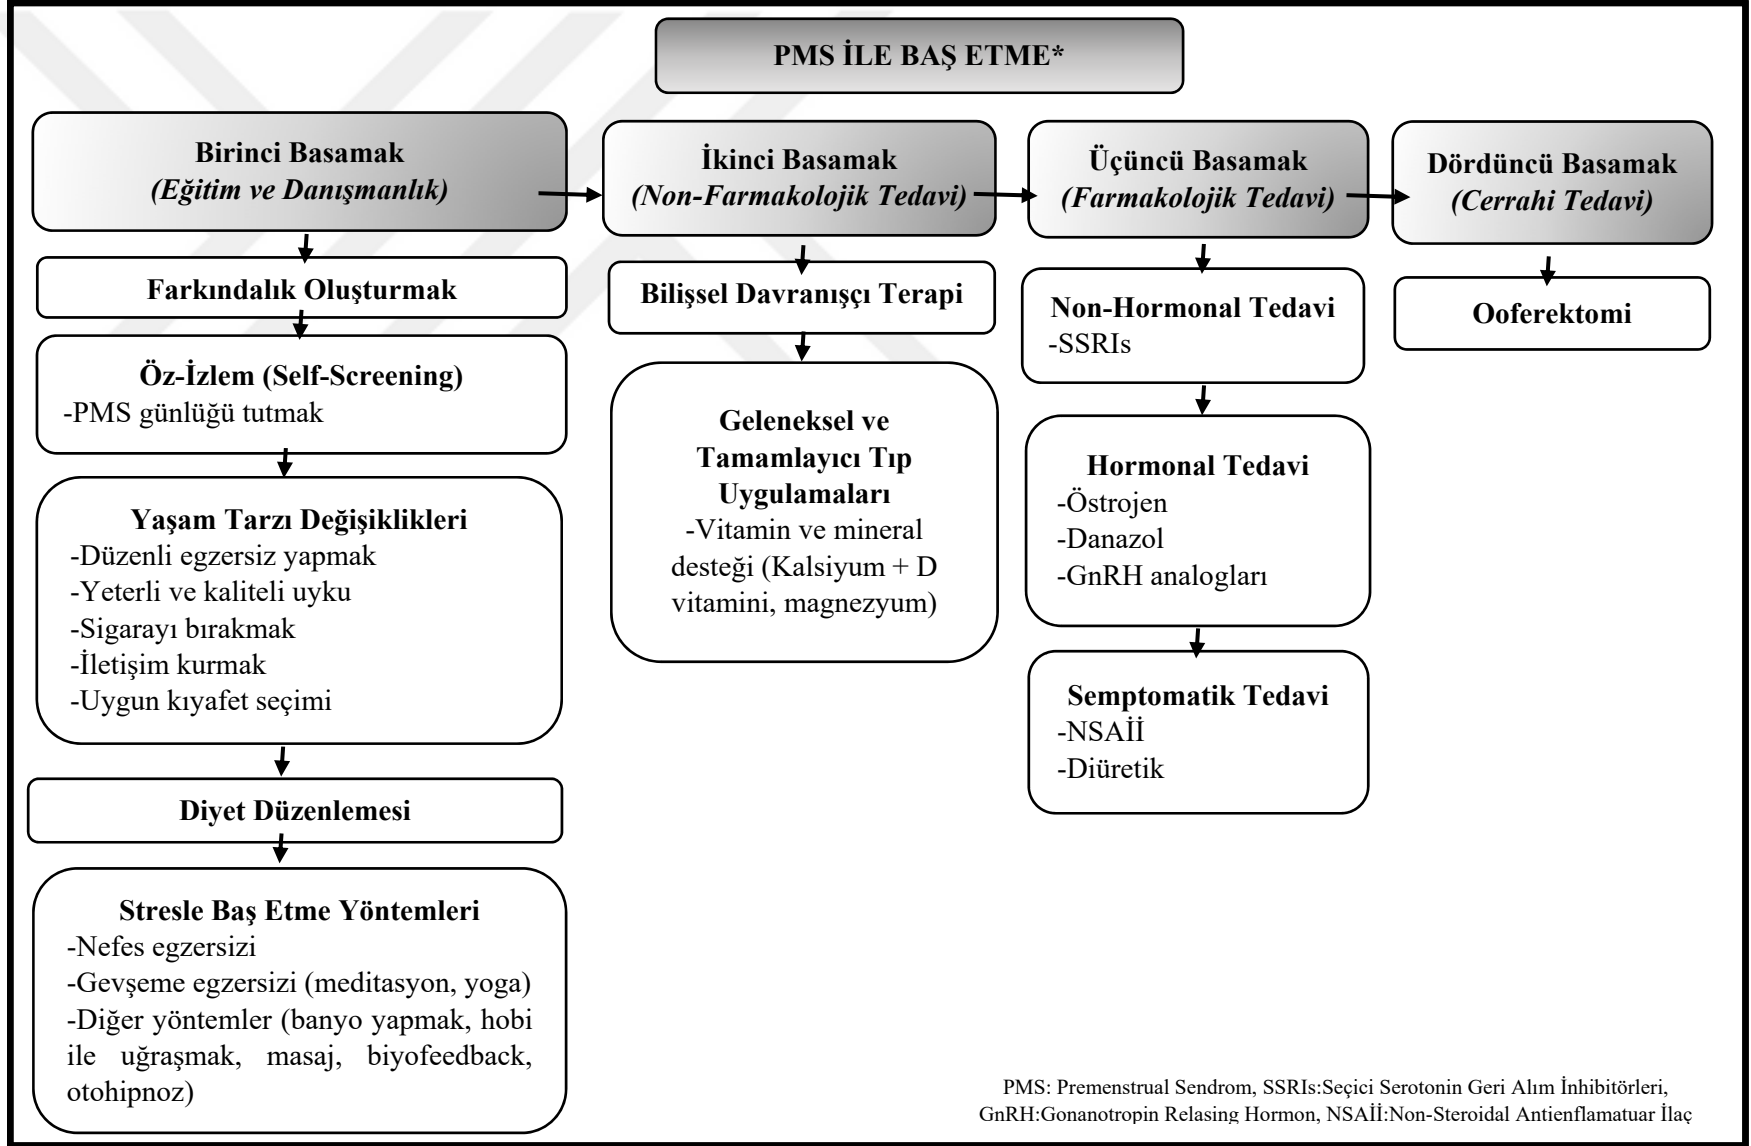 PMS İLE BAŞ ETME*
Birinci Basamak
(Eğitim ve Danışmanlık)
Farkındalık Oluşturmak
Öz-İzlem (Self-Screening)
-PMS günlüğü tutmak
Yaşam Tarzı Değişiklikleri
-Düzenli egzersiz yapmak
-Yeterli ve kaliteli uyku
-Sigarayı bırakmak
-İletişim kurmak
-Uygun kıyafet seçimi
Diyet Düzenlemesi
Stresle Baş Etme Yöntemleri
-Nefes egzersizi
-Gevşeme egzersizi (meditasyon, yoga)
-Diğer yöntemler (banyo yapmak, hobi
ile uğraşmak, masaj, biyofeedback,
otohipnoz)
İkinci Basamak
(Non-Farmakolojik Tedavi)
Bilişsel Davranışçı Terapi
Geleneksel ve
Tamamlayıcı Tıp
Uygulamaları
-Vitamin ve mineral
desteği (Kalsiyum + D
vitamini, magnezyum)
Üçüncü Basamak
(Farmakolojik Tedavi)
Non-Hormonal Tedavi
-SSRIs
Hormonal Tedavi
-Östrojen
-Danazol
-GnRH analogları
Semptomatik Tedavi
-NSAİİ
-Diüretik
Dördüncü Basamak
(Cerrahi Tedavi)
Ooferektomi
PMS: Premenstrual Sendrom, SSRIs:Seçici Serotonin Geri Alım İnhibitörleri,
GnRH:Gonanotropin Relasing Hormon, NSAİİ:Non-Steroidal Antienflamatuar İlaç